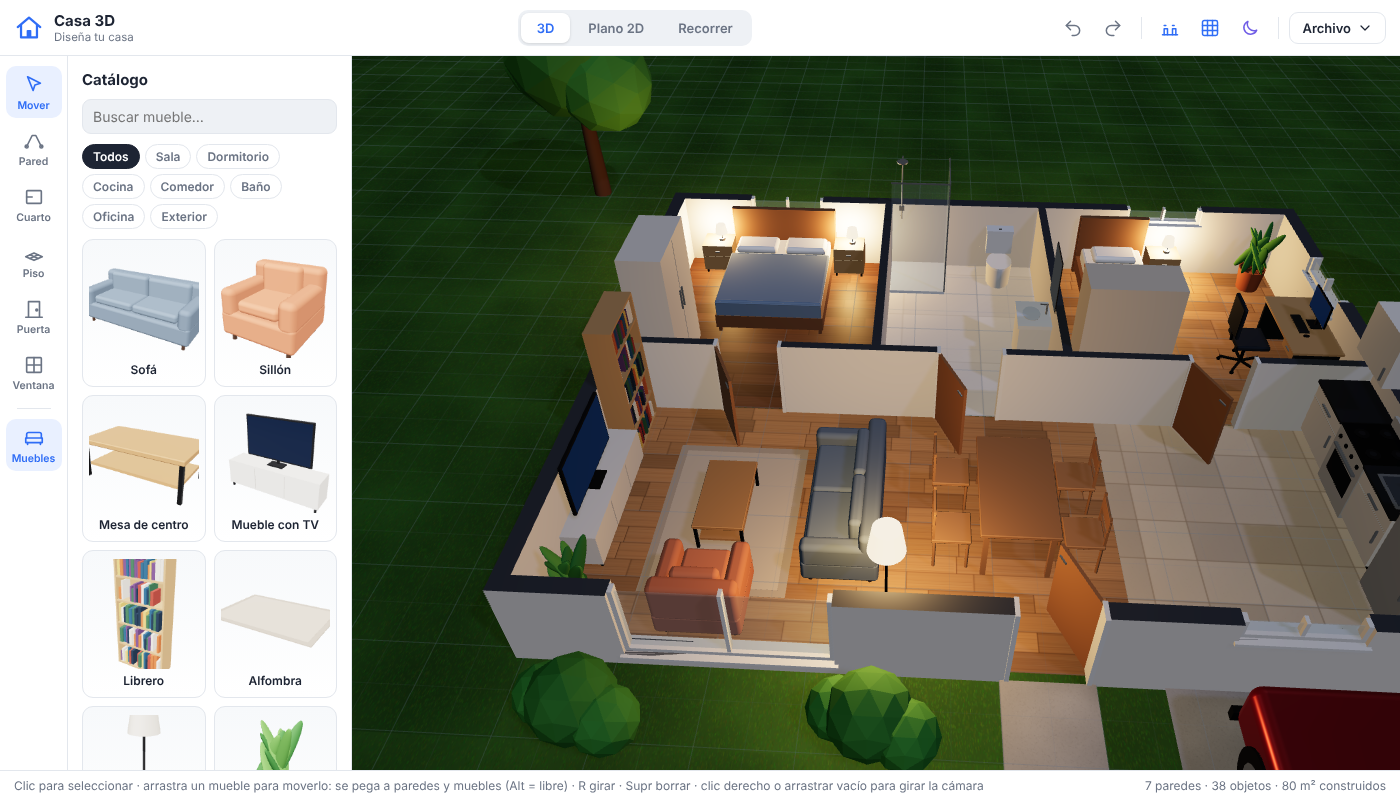 Casa 3D
Diseña tu casa
3D
Plano 2D
Recorrer
Archivo
Mover
Pared
Cuarto
Piso
Puerta
Ventana
Muebles
Catálogo
Buscar mueble...
Todos
Sala
Dormitorio
Cocina
Comedor
Baño
Oficina
Exterior
Sofá
Sillón
Mesa de centro
Mueble con TV
Librero
Alfombra
Clic para seleccionar · arrastra un mueble para moverlo: se pega a paredes y muebles (Alt = libre) · R girar · Supr borrar · clic derecho o arrastrar vacío para girar la cámara
7 paredes · 38 objetos · 80 m² construidos